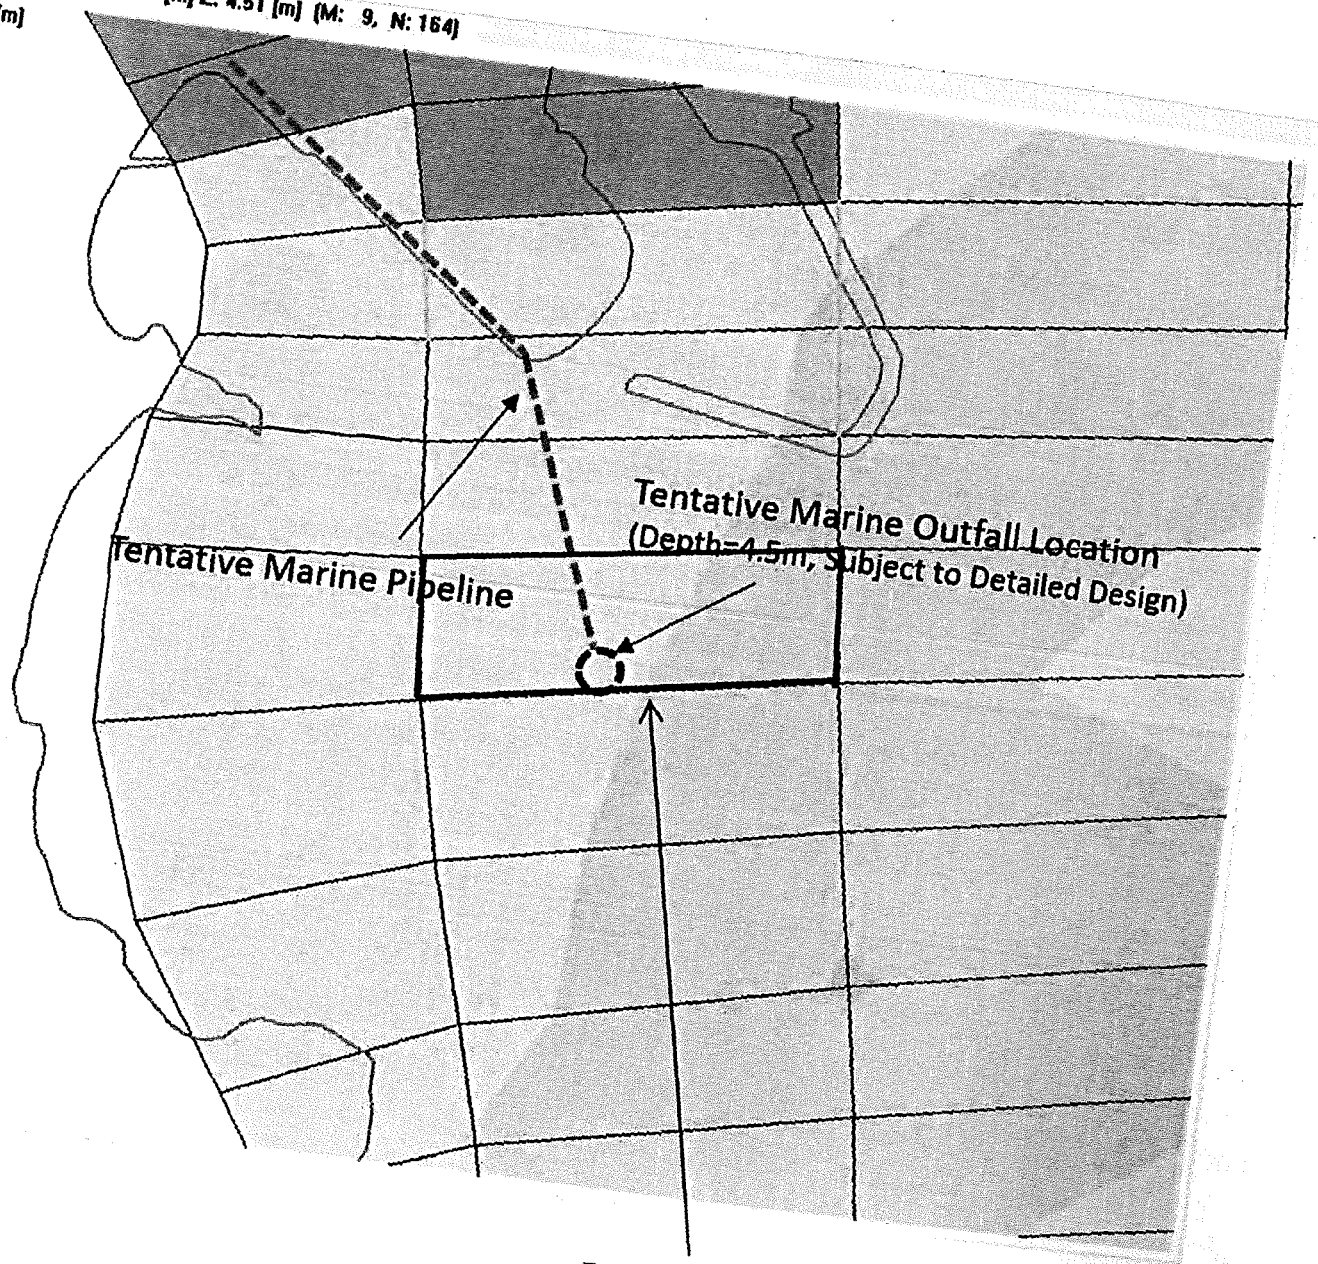 [m]
[m] Z: 4.51 [m] (M: 9, N: 164)
Tentative Marine Outfall Location
(Depth=4.5m, Subject to Detailed Design)
Tentative Marine Pipeline